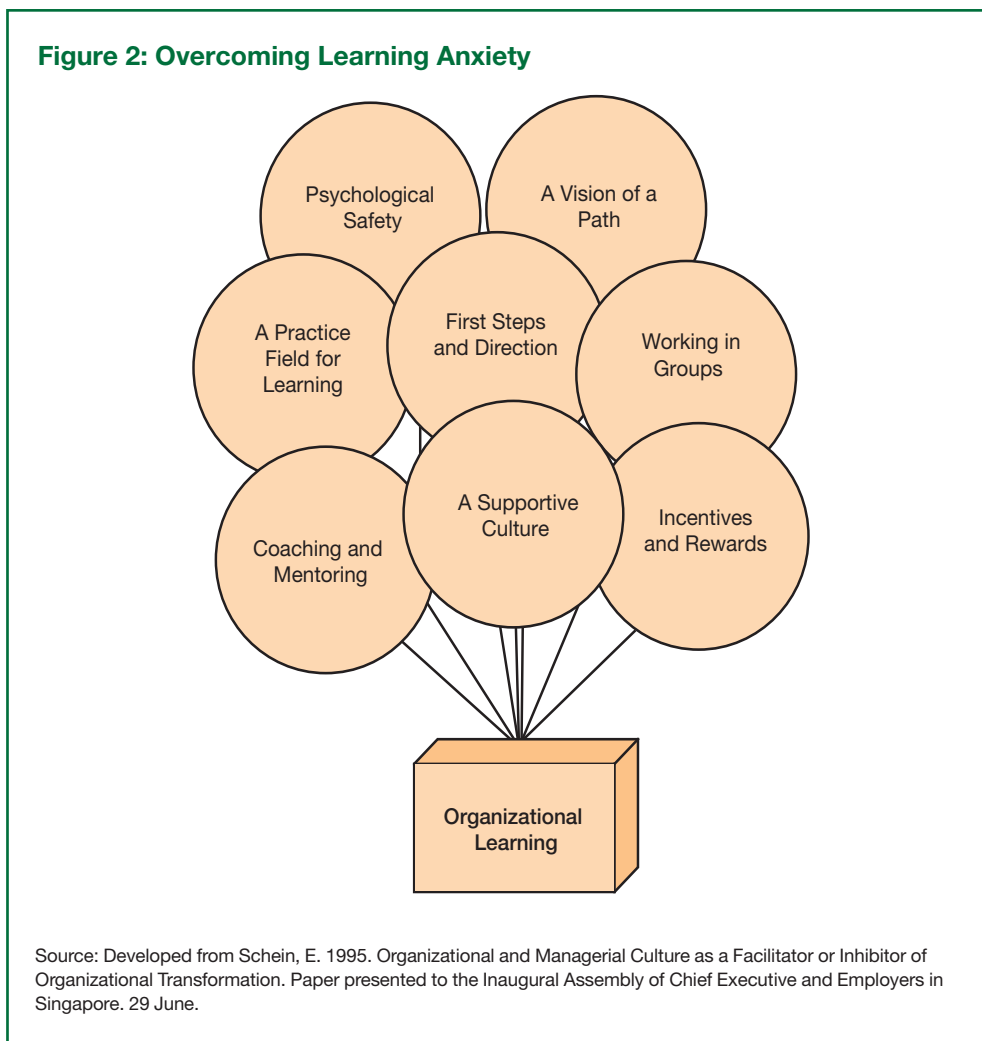 Figure 2: Overcoming Learning Anxiety
Psychological
Safety
A Vision of a
Path
A Practice
Field for
Learning
First Steps
and Direction
Working in
Groups
Coaching and
Mentoring
A Supportive
Culture
Incentives
and Rewards
Organizational
Learning
Source: Developed from Schein, E. 1995. Organizational and Managerial Culture as a Facilitator or Inhibitor of
Organizational Transformation. Paper presented to the Inaugural Assembly of Chief Executive and Employers in
Singapore. 29 June.